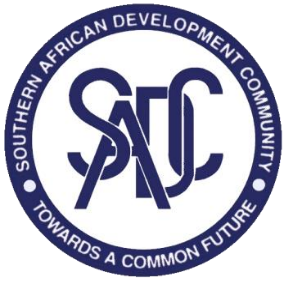 SOUTHERN AFRICAN DEVELOPMENT COMMUNITY
SADC
TOWARDS A COMMON FUTURE